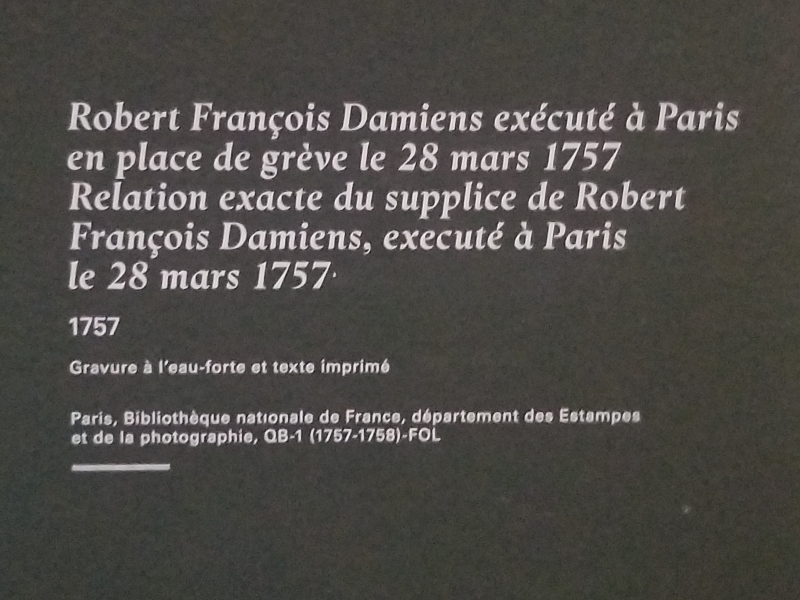 Robert François Damiens exécuté à Paris
en place de grève le 28 mars 1757
Relation exacte du supplice de Robert
François Damiens, executé à Paris
le 28 mars 1757.
1757
Gravure à l'eau-forte et texte imprimé
Paris, Bibliothèque nationale de France, département des Estampes
et de la photographie, QB-1 (1757-1758)-FOL